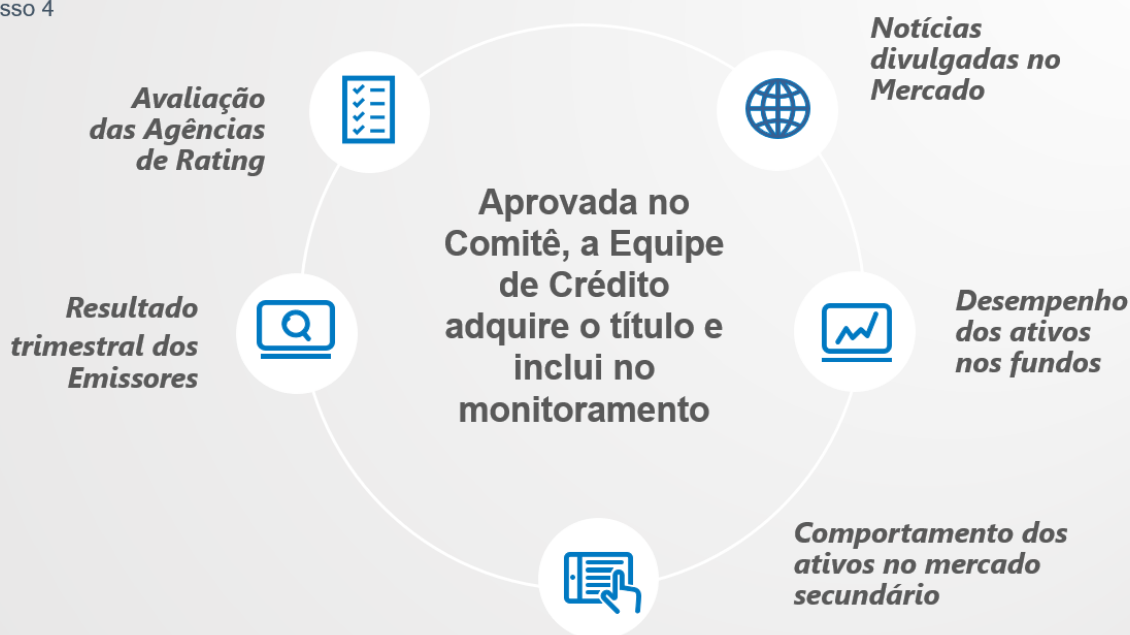 sso 4
Avaliação
das Agências
de Rating
Notícias
divulgadas no
Mercado
Aprovada no
Comitê, a Equipe
de Crédito
adquire o título e
inclui no
monitoramento
Resultado
trimestral dos
Emissores
Desempenho
dos ativos
nos fundos
Comportamento dos
ativos no mercado
secundário